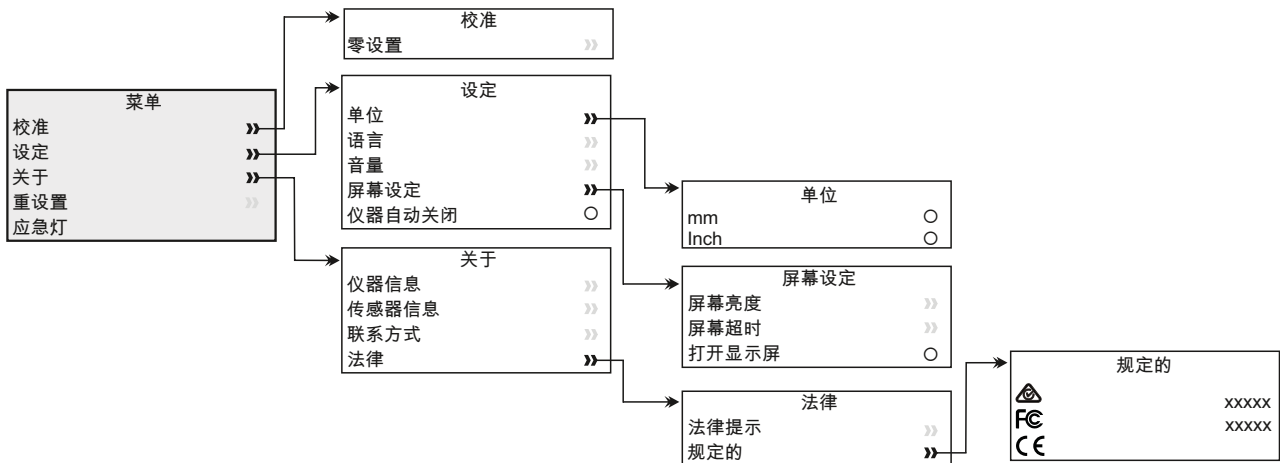 菜单
校准
设定
关于
重设置
应急灯
校准
零设置
设定
单位
语言
音量
屏幕设定
仪器自动关闭
关于
仪器信息
传感器信息
联系方式
法律
单位
mm
Inch
屏幕设定
屏幕亮度
屏幕超时
打开显示屏
法律
法律提示
规定的
规定的
xxxxx
FC xxxxx
CE